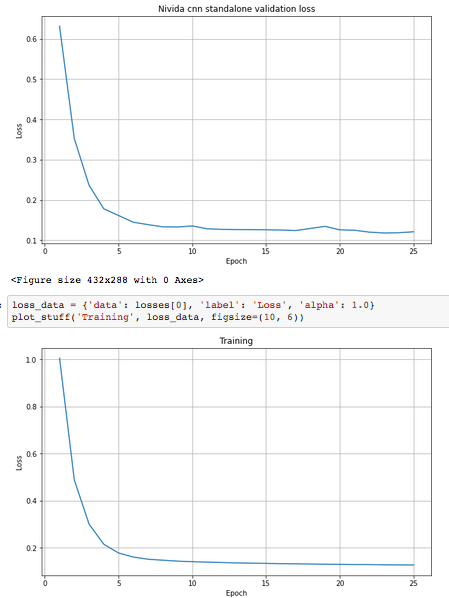 Nivida cnn standalone validation loss
0.6
0.5
0.4
0.3
0.2
0.1
Loss
0 5 10 15 20 25
Epoch
<Figure size 432x288 with 0 Axes>
: loss_data = {'data': losses[0], 'label': 'Loss', 'alpha': 1.0}
plot_stuff('Training', loss_data, figsize=(10, 6))
Training
1.0
0.8
0.6
0.4
0.2
Loss
0 5 10 15 20 25
Epoch